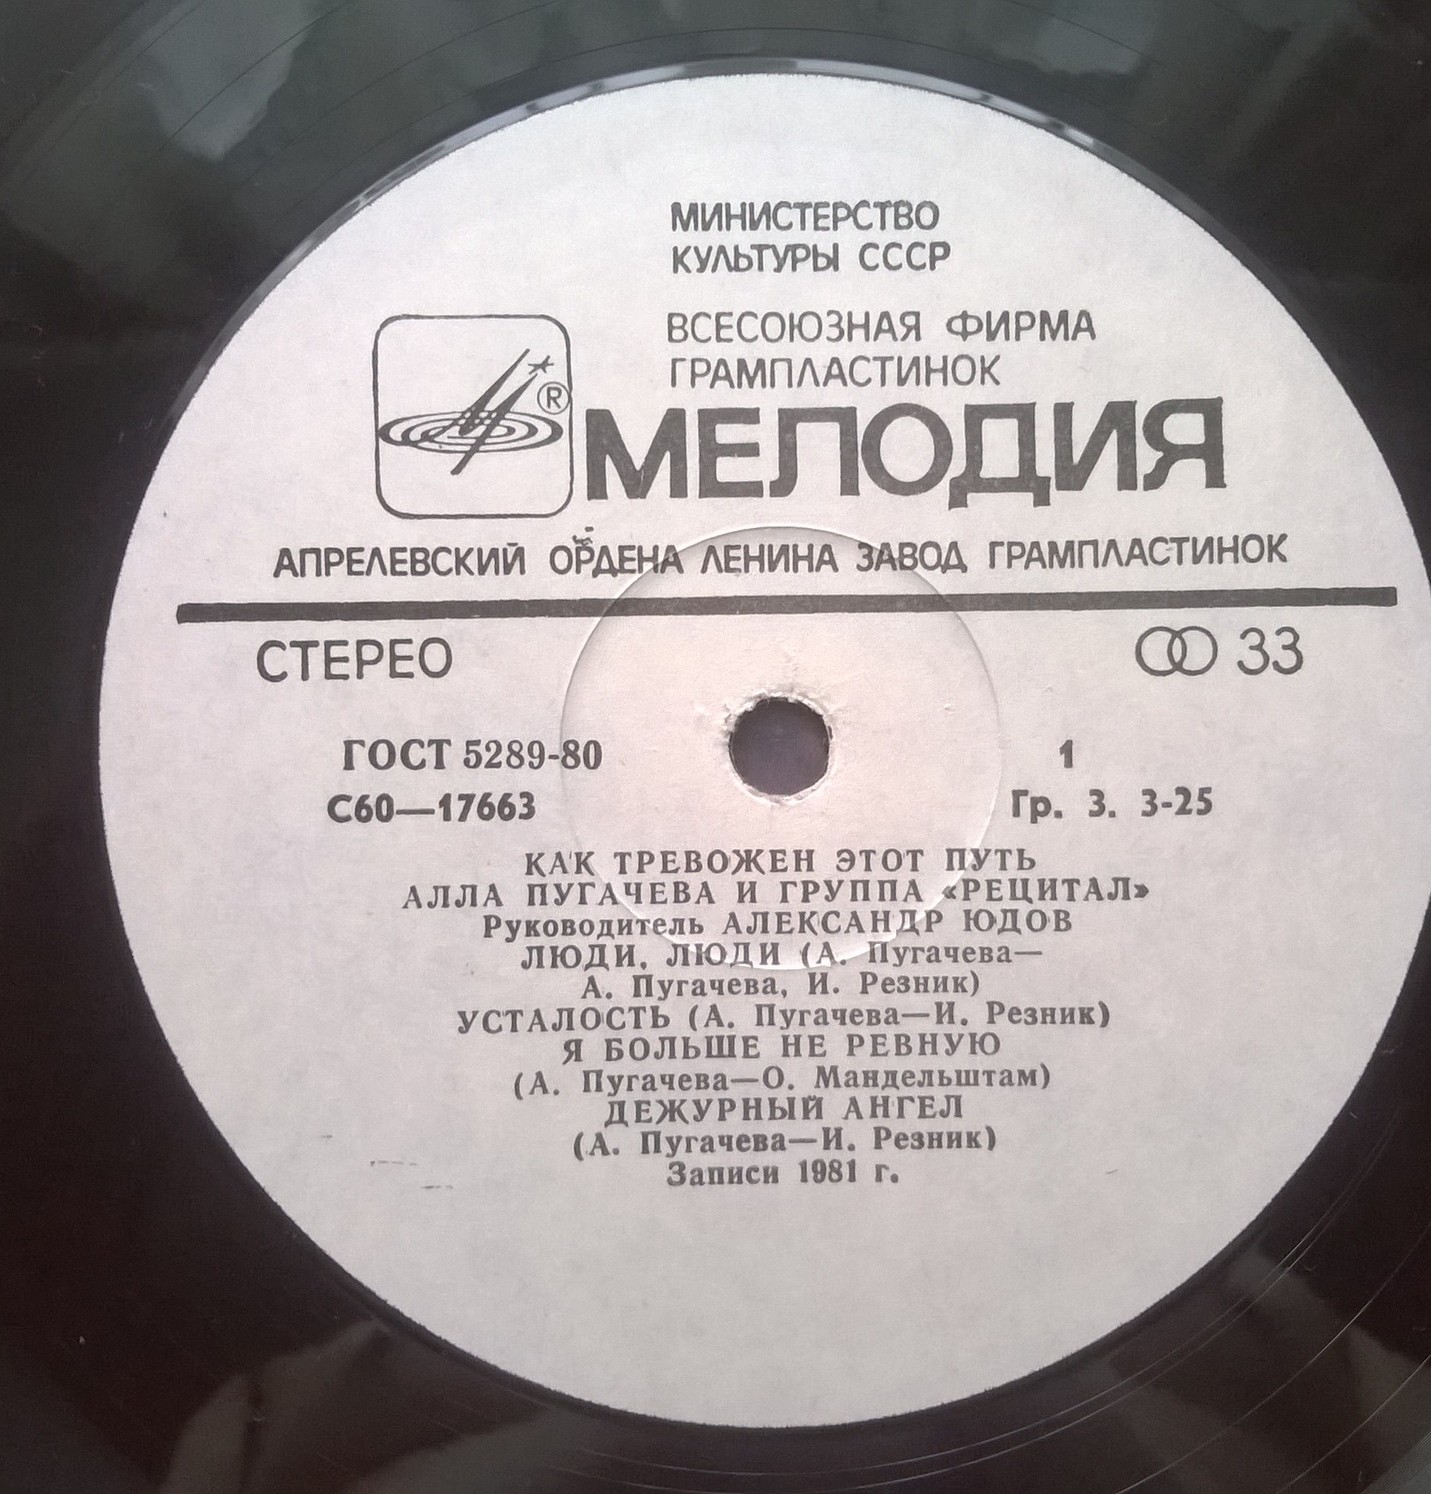 МИНИСТЕРСТВО
КУЛЬТУРЫ СССР
ВСЕСОЮЗНАЯ ФИРМА
ГРАМПЛАСТИНОК
®
МЕЛОДИЯ
АПРЕЛЕВСКИЙ ОРДЕНА ЛЕНИНА ЗАВОД ГРАМПЛАСТИНОК
СТЕРЕО 33
ГОСТ 5289-80 1
С60—17663 Гр. 3. 3-25
КАК ТРЕВОЖЕН ЭТОТ ПУТЬ
АЛЛА ПУГАЧЕВА И ГРУППА «РЕЦИТАЛ»
Руководитель АЛЕКСАНДР ЮДОВ
ЛЮДИ, ЛЮДИ (А. Пугачева—
А. Пугачева, И. Резник)
УСТАЛОСТЬ (А. Пугачева—И. Резник)
Я БОЛЬШЕ НЕ РЕВНУЮ
(А. Пугачева—О. Мандельштам)
ДЕЖУРНЫЙ АНГЕЛ
(А. Пугачева—И. Резник)
Записи 1981 г.